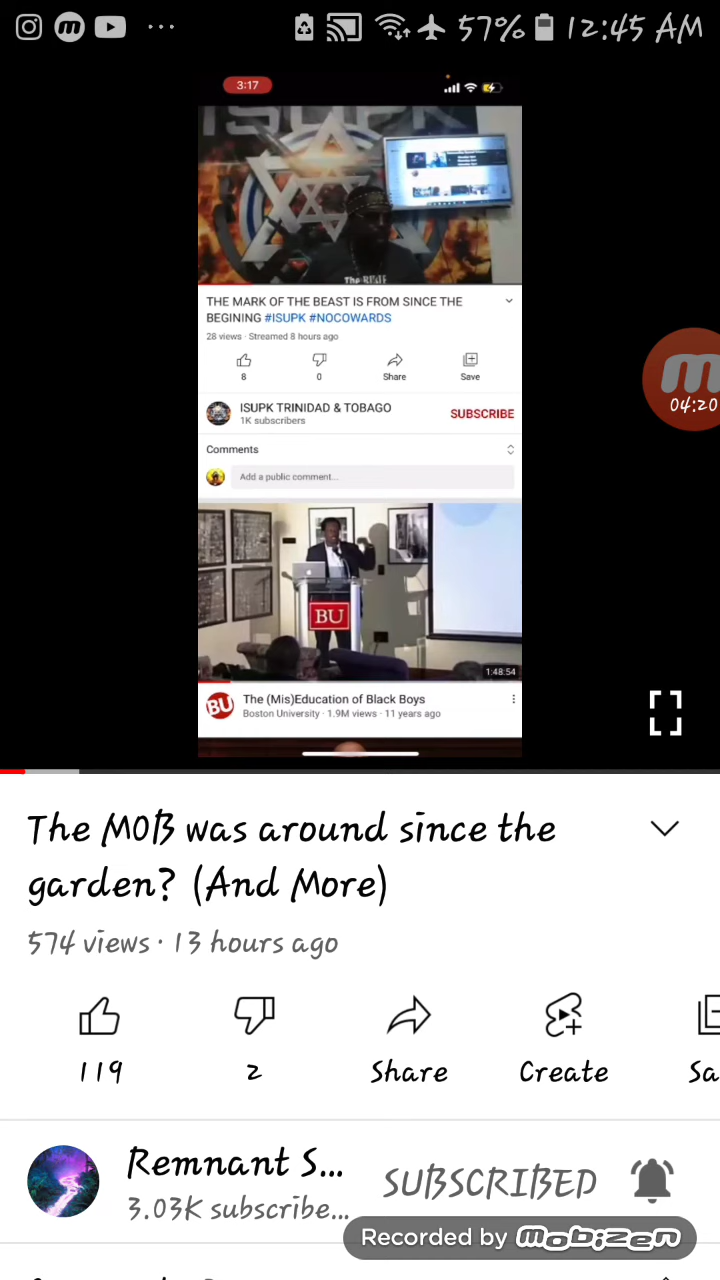 57% 12:45 AM
3:17
ISUPK
THE MARK OF THE BEAST IS FROM SINCE THE
BEGINING #ISUPK #NOCOWARDS
28 views · Streamed 8 hours ago
8 0 Share Save
ISUPK TRINIDAD & TOBAGO
1K subscribers
SUBSCRIBE
Comments
Add a public comment...
BU
1:48:54
BU
The (Mis)Education of Black Boys
Boston University · 1.9M views · 11 years ago
04:20
The MOB was around since the
garden? (And More)
574 views · 13 hours ago
119 2 Share Create Sa
Remnant S...
3.03K subscribe...
SUBSCRIBED
Recorded by mobizen